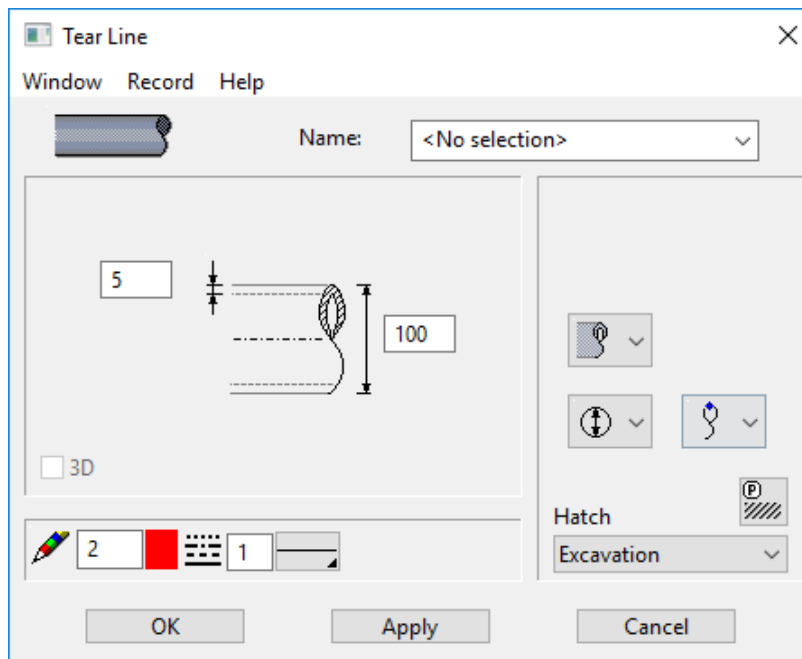 Tear Line
Window Record Help
Name: <No selection>
5
100
3D
P
Hatch
2 1
Excavation
OK Apply Cancel